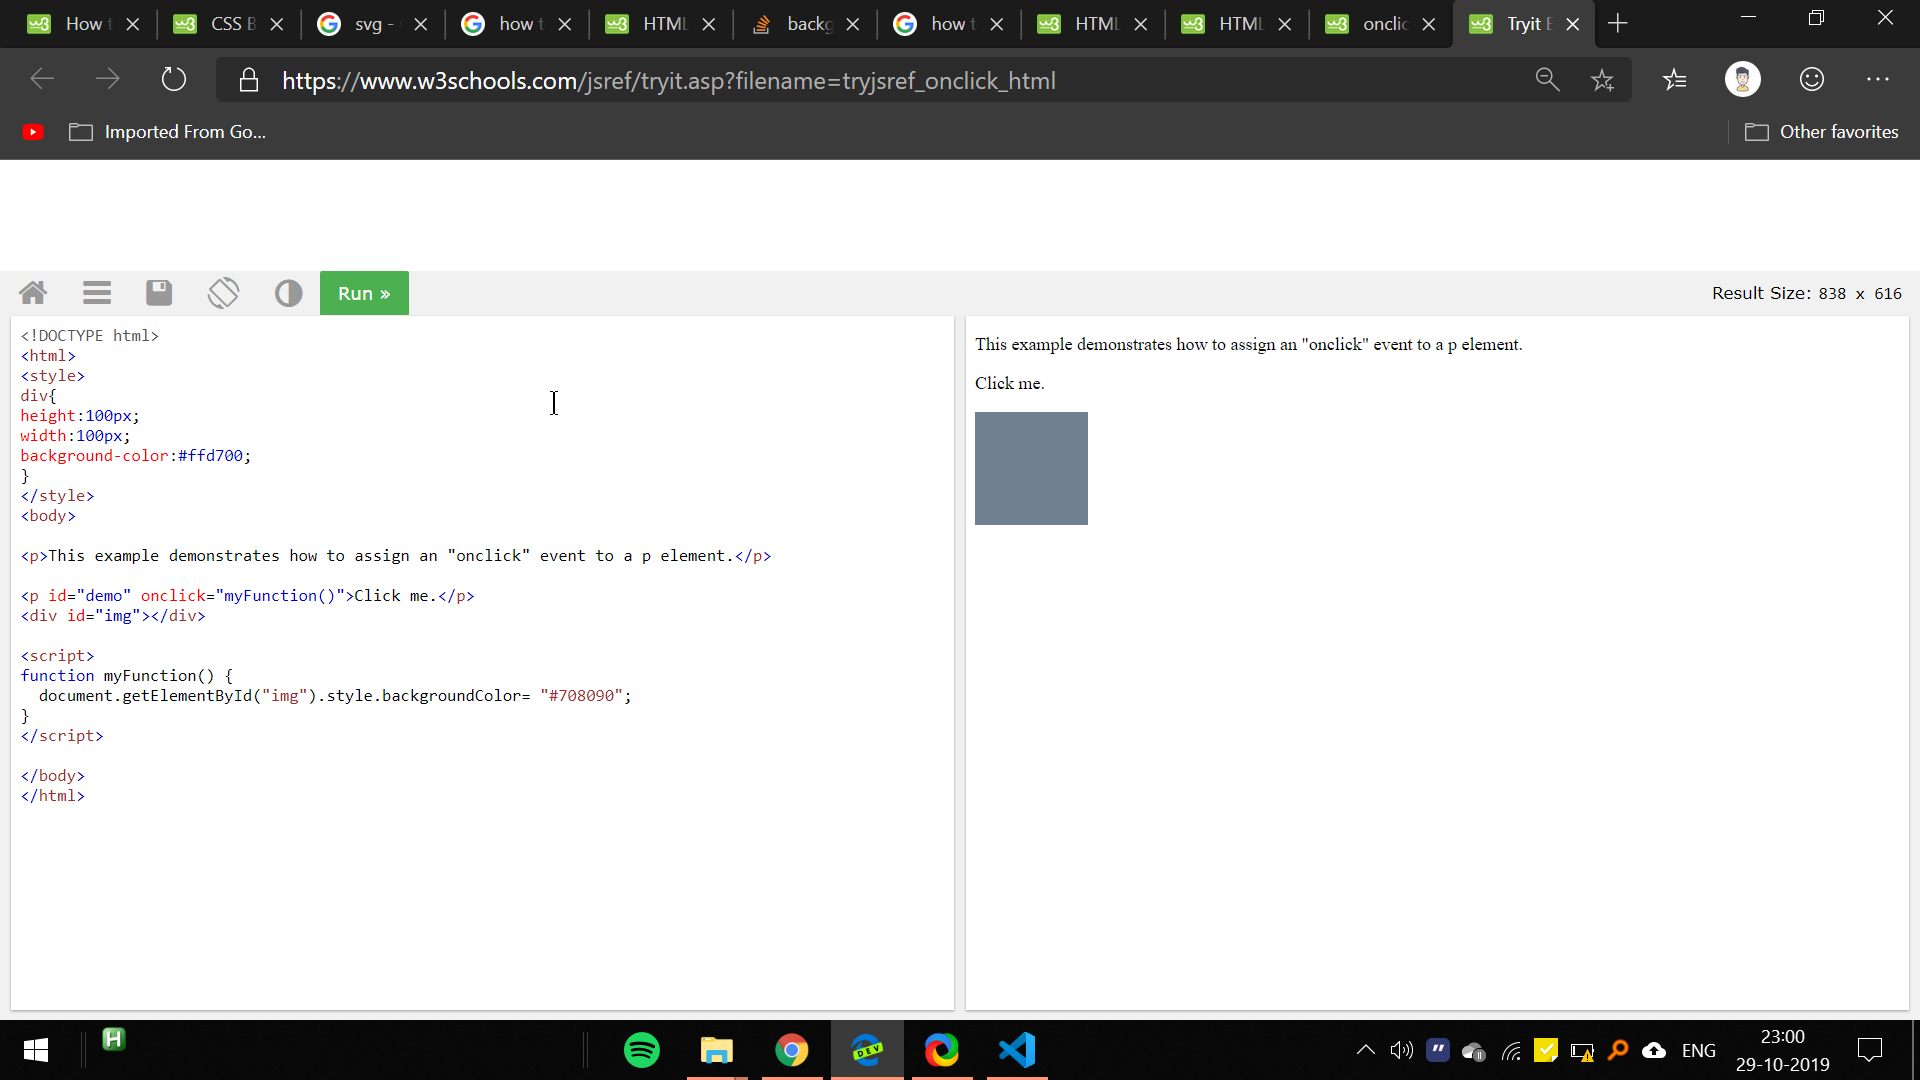 How t
CSS B
svg -
how t
HTML
backg
how t
HTML
HTML
onclic
Tryit E
https://www.w3schools.com/jsref/tryit.asp?filename=tryjsref_onclick_html
Imported From Go...
Other favorites
Run »
Result Size: 838 x 616
<!DOCTYPE html>
<html>
<style>
div{
height:100px;
width:100px;
background-color:#ffd700;
}
</style>
<body>
<p>This example demonstrates how to assign an "onclick" event to a p element.</p>
<p id="demo" onclick="myFunction()">Click me.</p>
<div id="img"></div>
<script>
function myFunction() {
  document.getElementById("img").style.backgroundColor= "#708090";
}
</script>
</body>
</html>
This example demonstrates how to assign an "onclick" event to a p element.
Click me.
H
DEV
ENG
23:00
29-10-2019